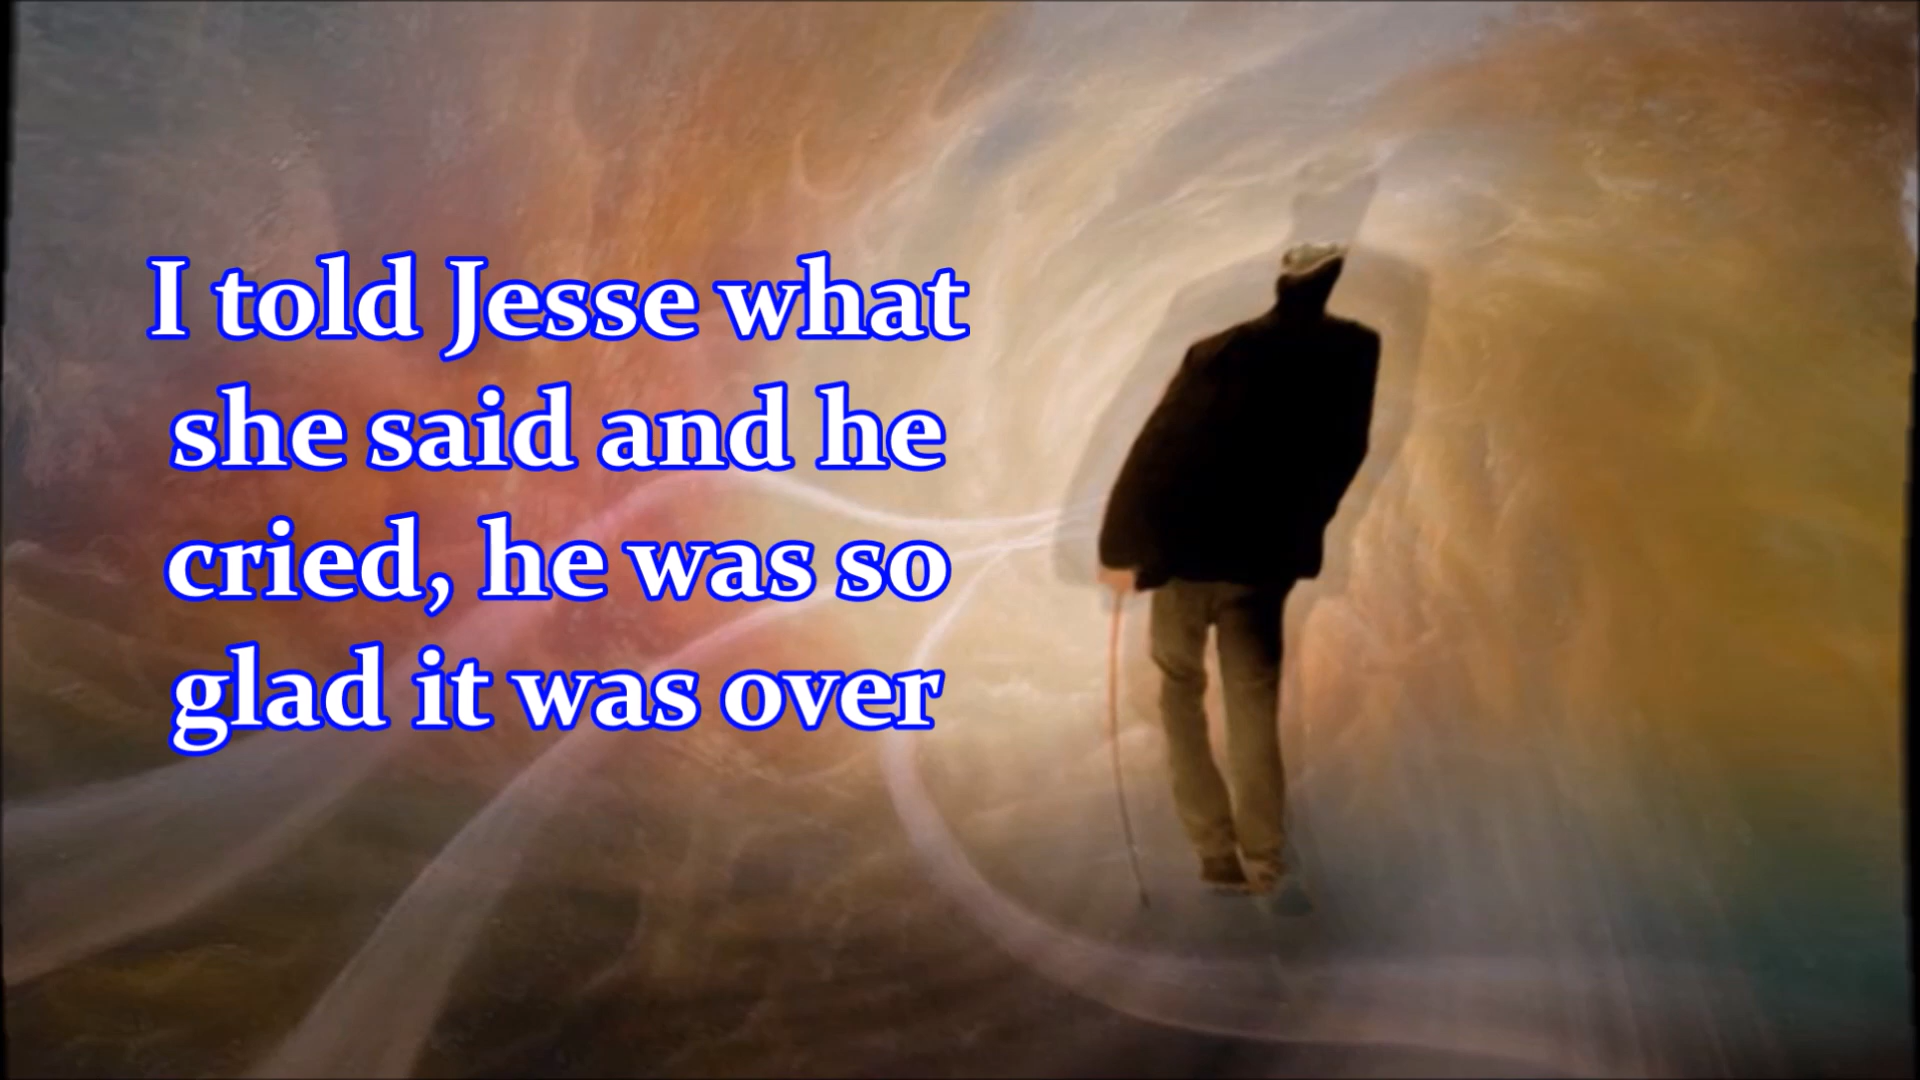 I told Jesse what
she said and he
cried, he was so
glad it was over